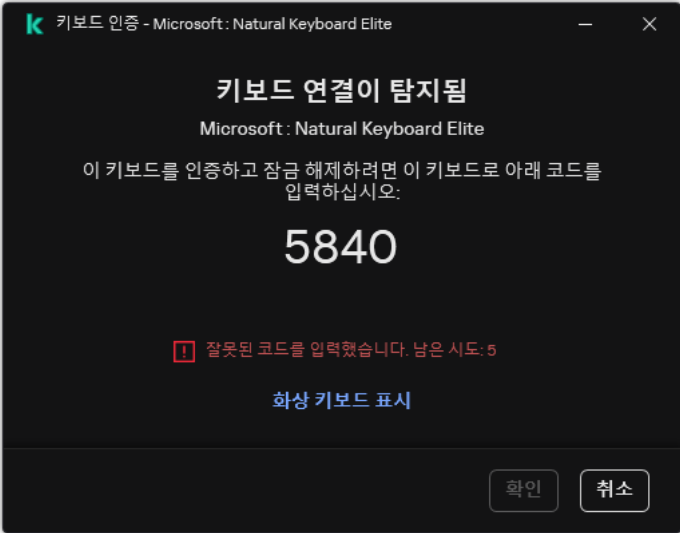 키보드 인증 - Microsoft : Natural Keyboard Elite
키보드 연결이 탐지됨
Microsoft : Natural Keyboard Elite
이 키보드를 인증하고 잠금 해제하려면 이 키보드로 아래 코드를
입력하십시오:
5840
잘못된 코드를 입력했습니다. 남은 시도: 5
화상 키보드 표시
확인
취소